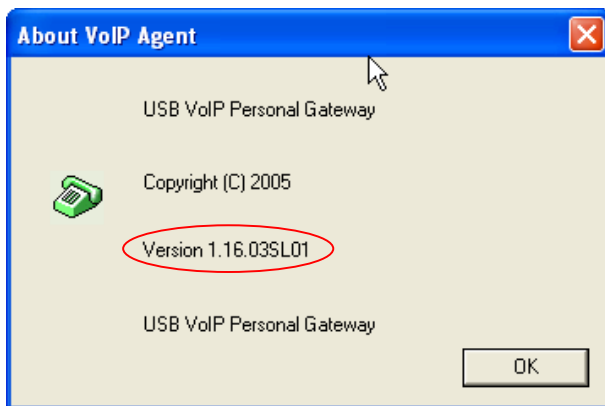 About VoIP Agent
USB VoIP Personal Gateway
Copyright (C) 2005
Version 1.16.03SL01
USB VoIP Personal Gateway
OK